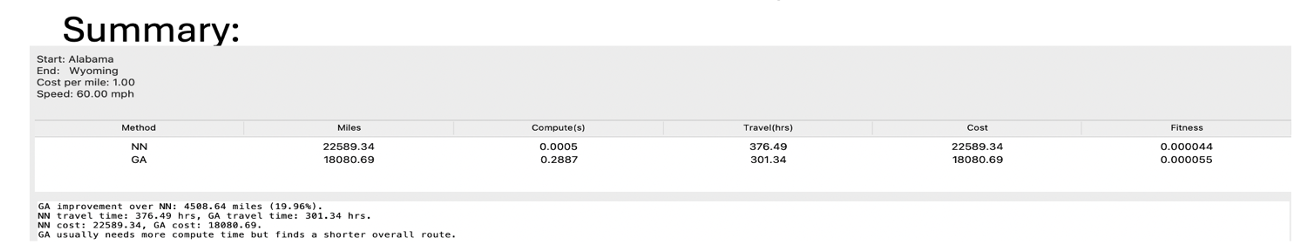 Summary:
Start: Alabama
End: Wyoming
Cost per mile: 1.00
Speed: 60.00 mph
Method Miles Compute(s) Travel(hrs) Cost Fitness
NN 22589.34 0.0005 376.49 22589.34 0.000044
GA 18080.69 0.2887 301.34 18080.69 0.000055
GA improvement over NN: 4508.64 miles (19.96%).
NN travel time: 376.49 hrs, GA travel time: 301.34 hrs.
NN cost: 22589.34, GA cost: 18080.69.
GA usually needs more compute time but finds a shorter overall route.